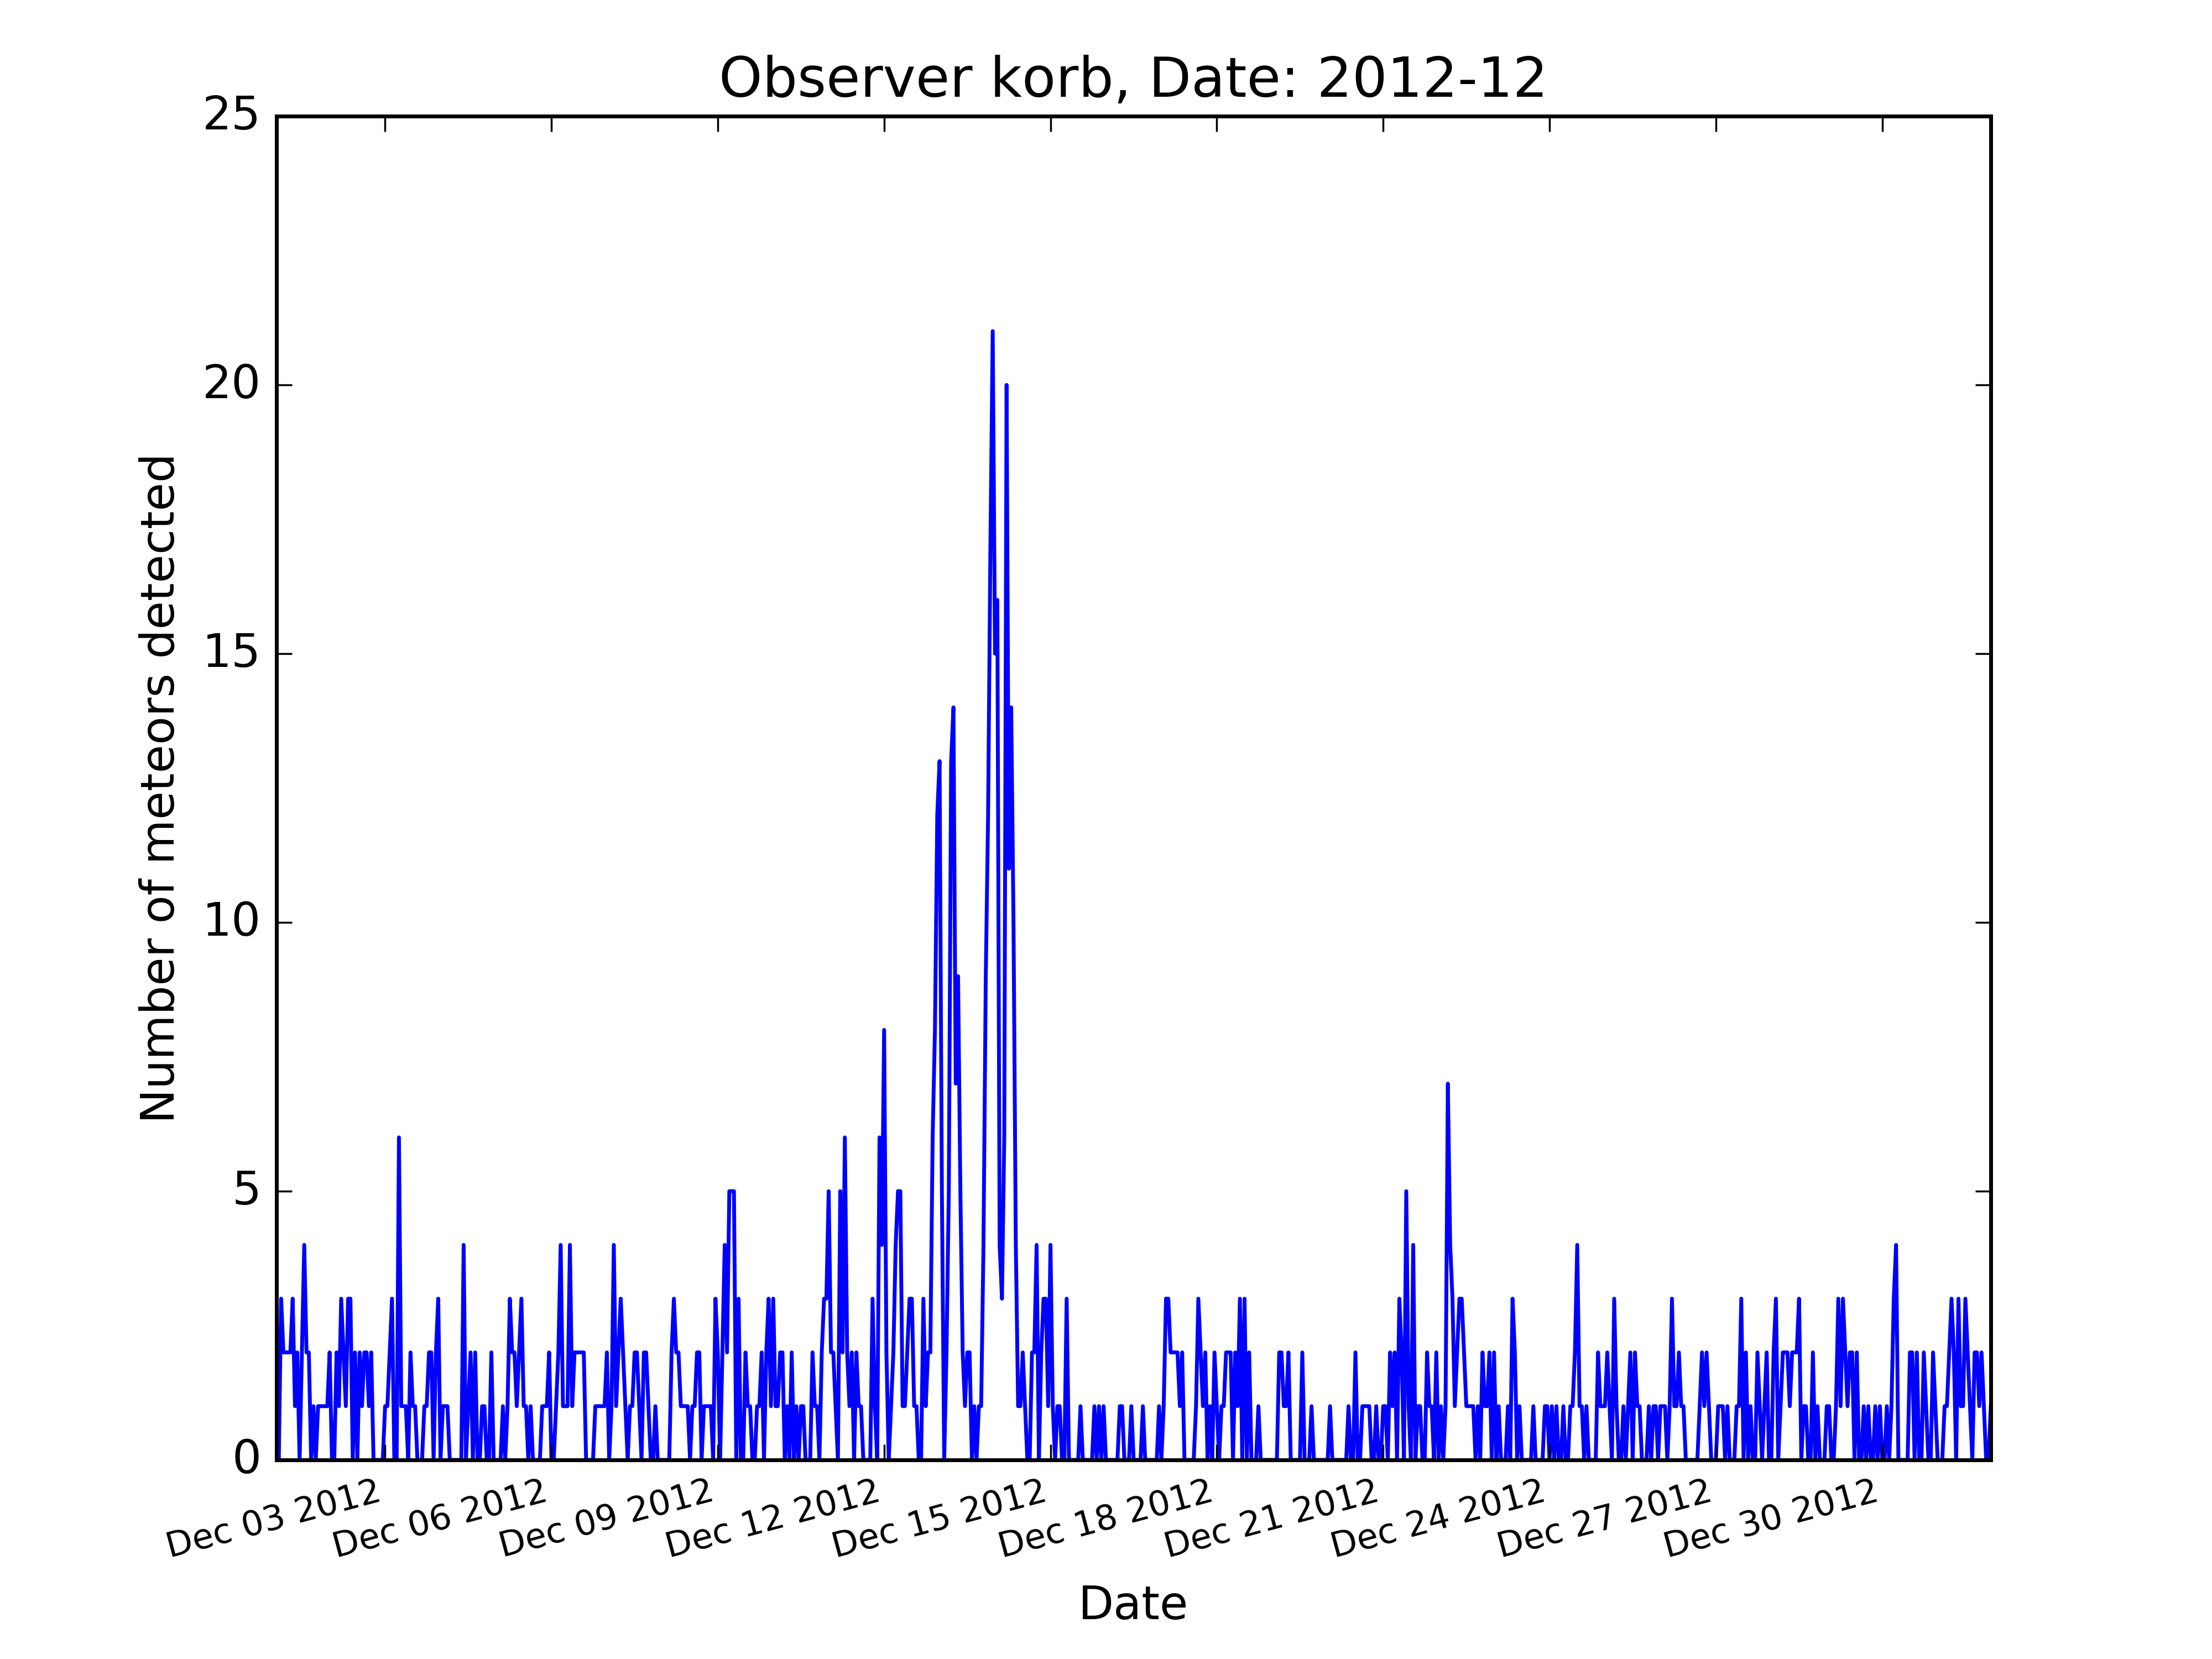 Observer korb, Date: 2012-12
25
20
15
10
5
0
Number of meteors detected
Dec 03 2012
Dec 06 2012
Dec 09 2012
Dec 12 2012
Dec 15 2012
Dec 18 2012
Dec 21 2012
Dec 24 2012
Dec 27 2012
Dec 30 2012
Date